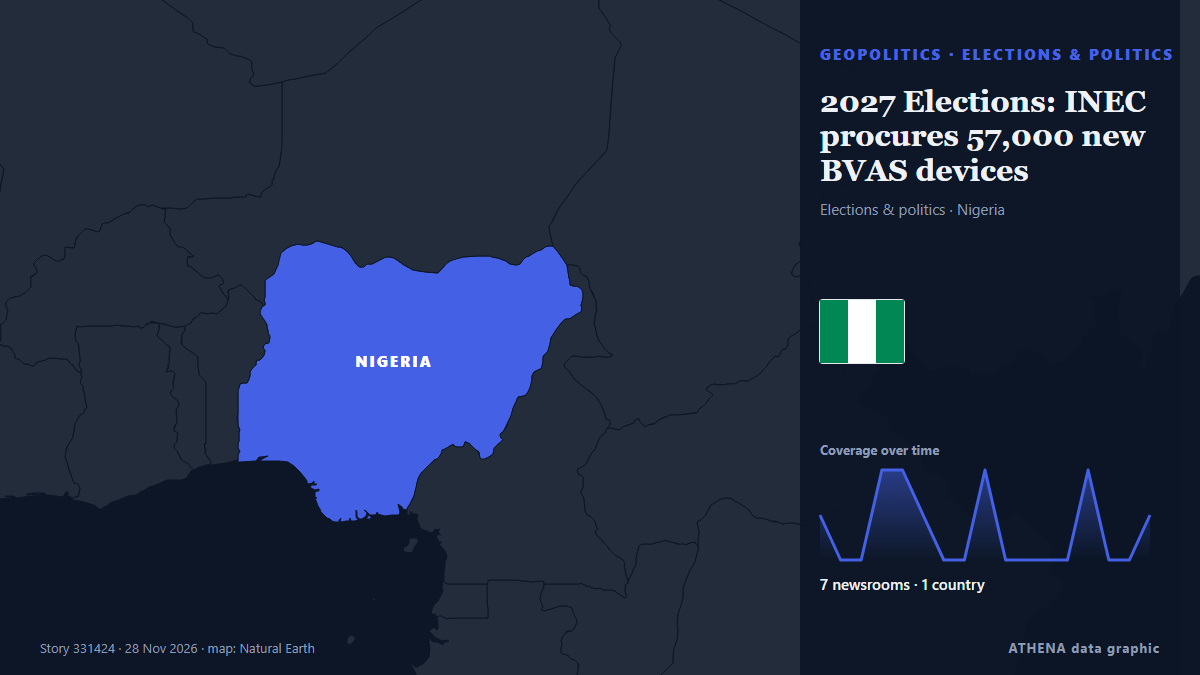 GEOPOLITICS · ELECTIONS & POLITICS
2027 Elections: INEC
procures 57,000 new
BVAS devices
Elections & politics · Nigeria
NIGERIA
Coverage over time
7 newsrooms · 1 country
Story 331424 · 28 Nov 2026 · map: Natural Earth
ATHENA data graphic